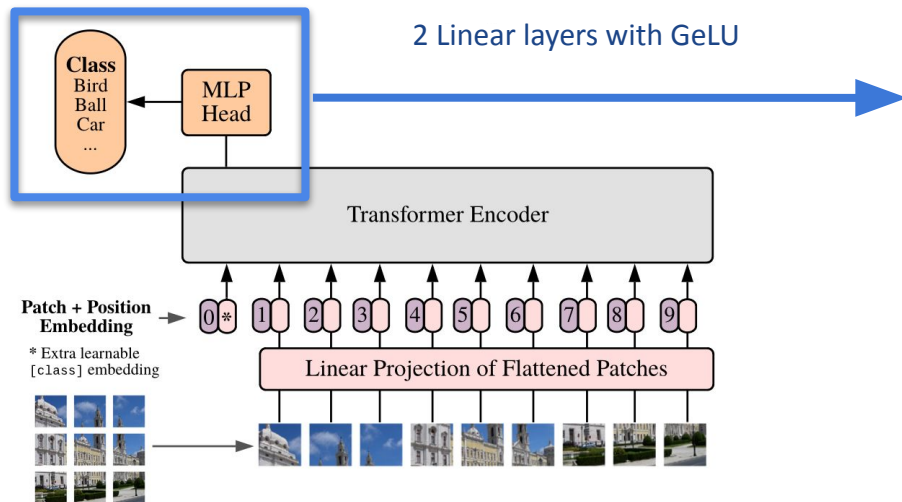 2 Linear layers with GeLU
Class
Bird
Ball
Car
...
MLP
Head
Transformer Encoder
Patch + Position
Embedding
0 * 1 2 3 4 5 6 7 8 9
* Extra learnable
[class] embedding
Linear Projection of Flattened Patches